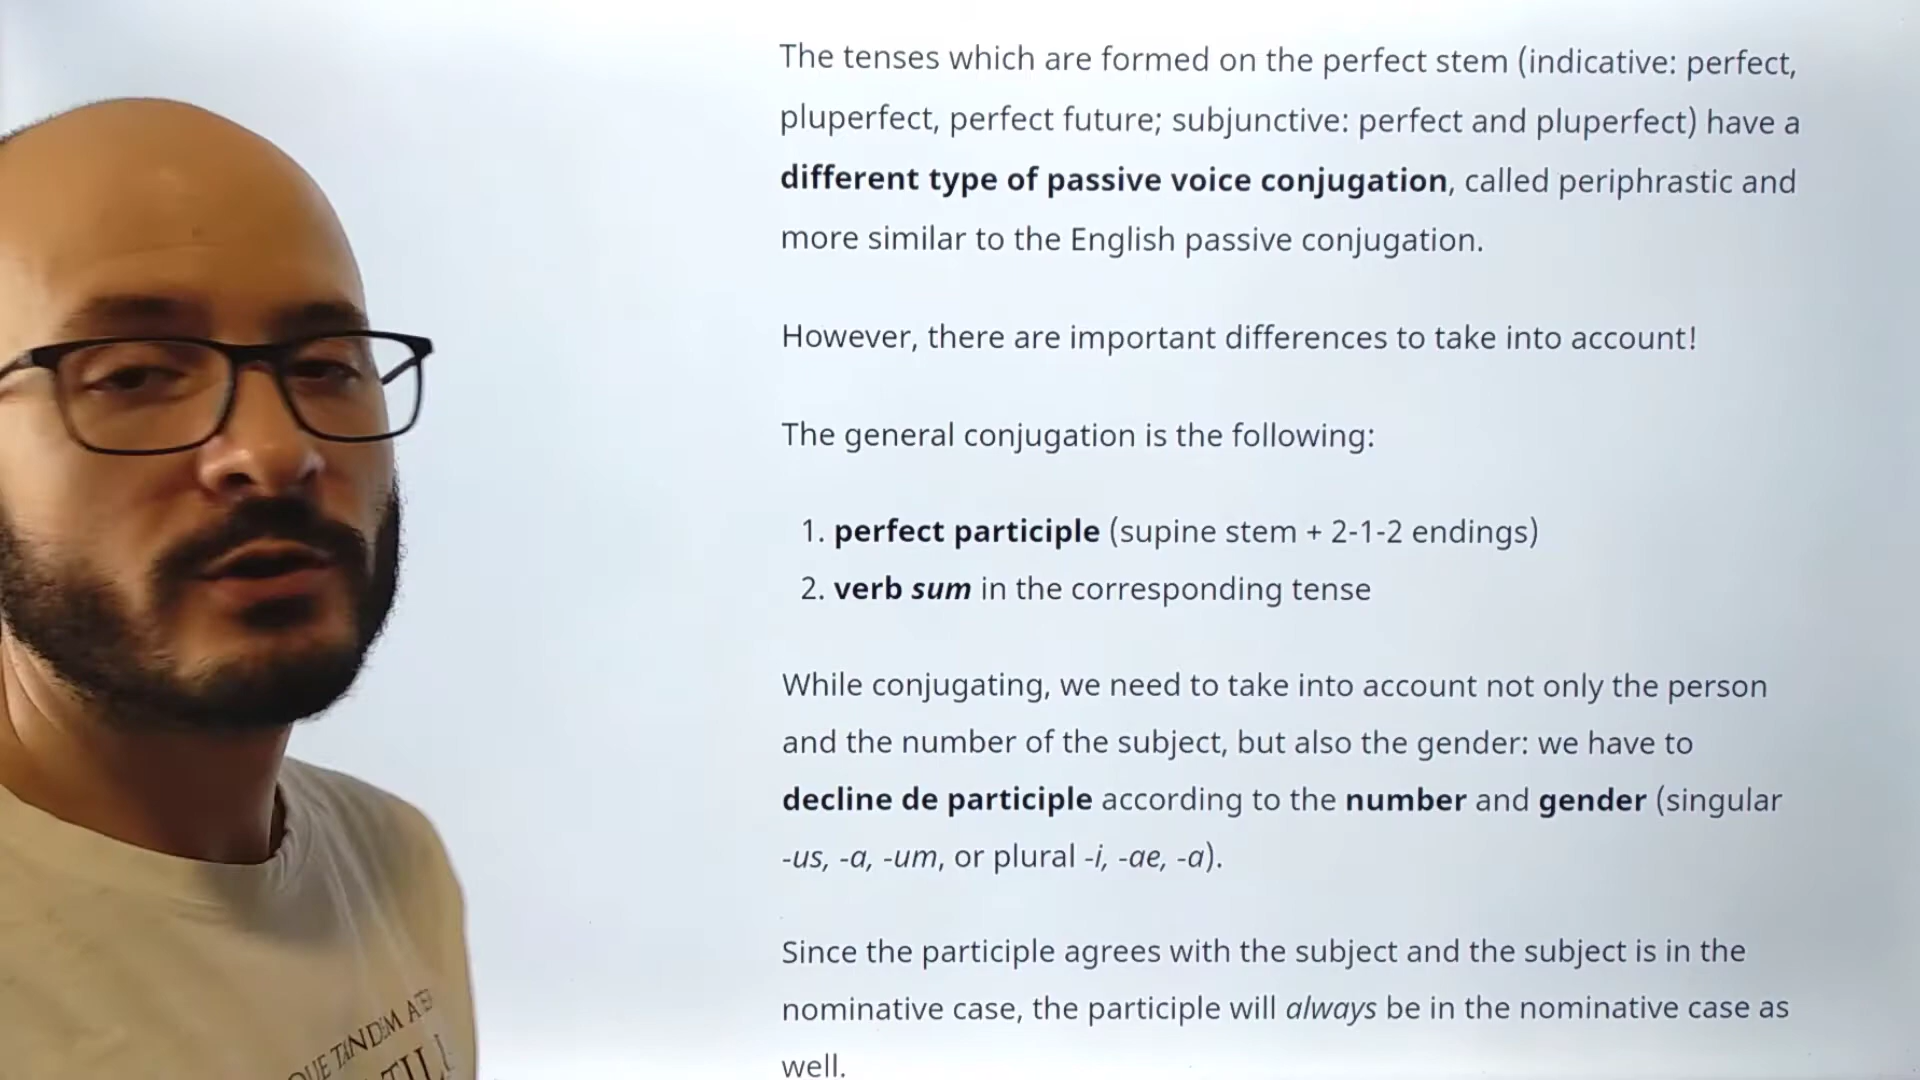 The tenses which are formed on the perfect stem (indicative: perfect,
pluperfect, perfect future; subjunctive: perfect and pluperfect) have a
different type of passive voice conjugation, called periphrastic and
more similar to the English passive conjugation.
However, there are important differences to take into account!
The general conjugation is the following:
1. perfect participle (supine stem + 2-1-2 endings)
2. verb sum in the corresponding tense
While conjugating, we need to take into account not only the person
and the number of the subject, but also the gender: we have to
decline de participle according to the number and gender (singular
-us, -a, -um, or plural -i, -ae, -a).
Since the participle agrees with the subject and the subject is in the
nominative case, the participle will always be in the nominative case as
well.
TANDEM